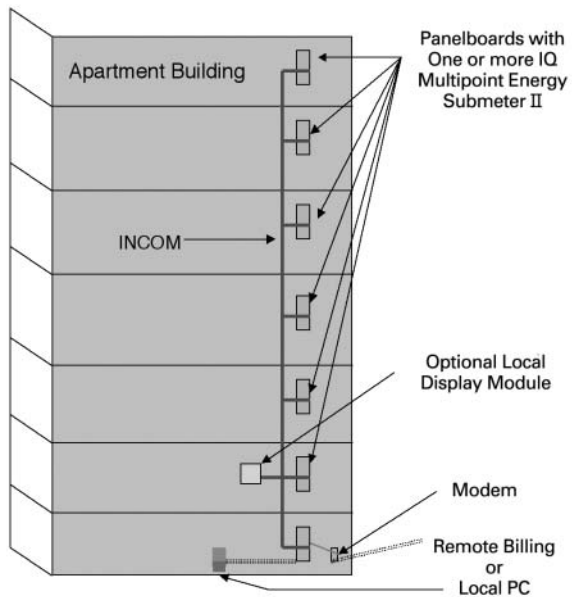 Apartment Building
Panelboards with
One or more IQ
Multipoint Energy
Submeter II
INCOM
Optional Local
Display Module
Modem
Remote Billing
or
Local PC